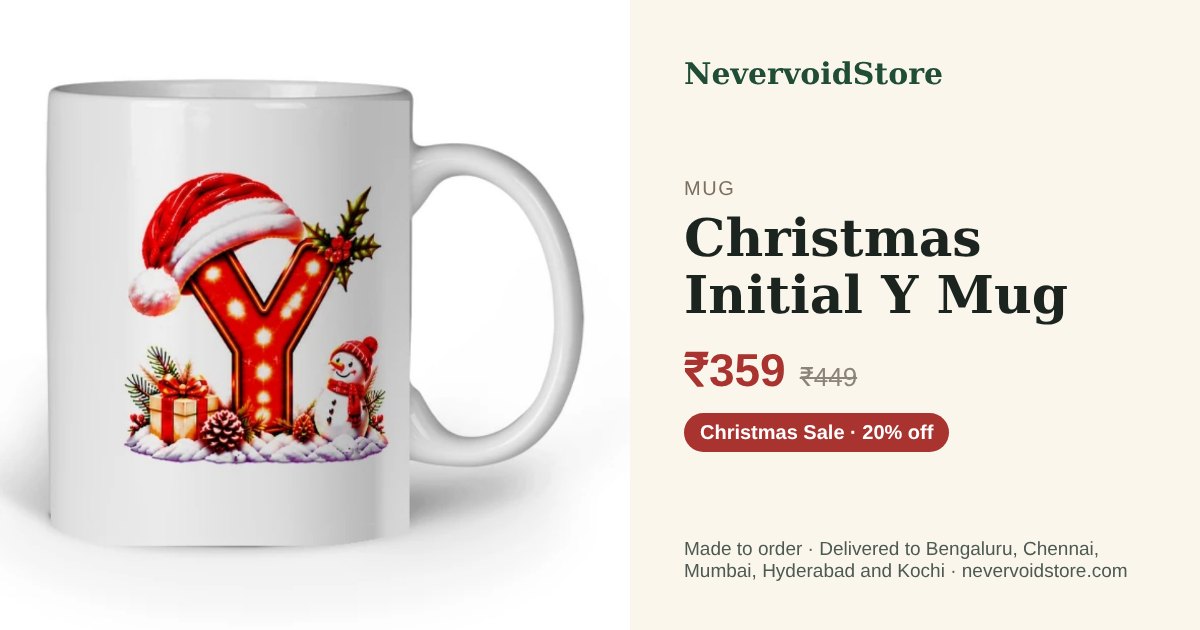 Y
NevervoidStore
MUG
Christmas
Initial Y Mug
₹359 ₹449
Christmas Sale · 20% off
Made to order · Delivered to Bengaluru, Chennai,
Mumbai, Hyderabad and Kochi · nevervoidstore.com